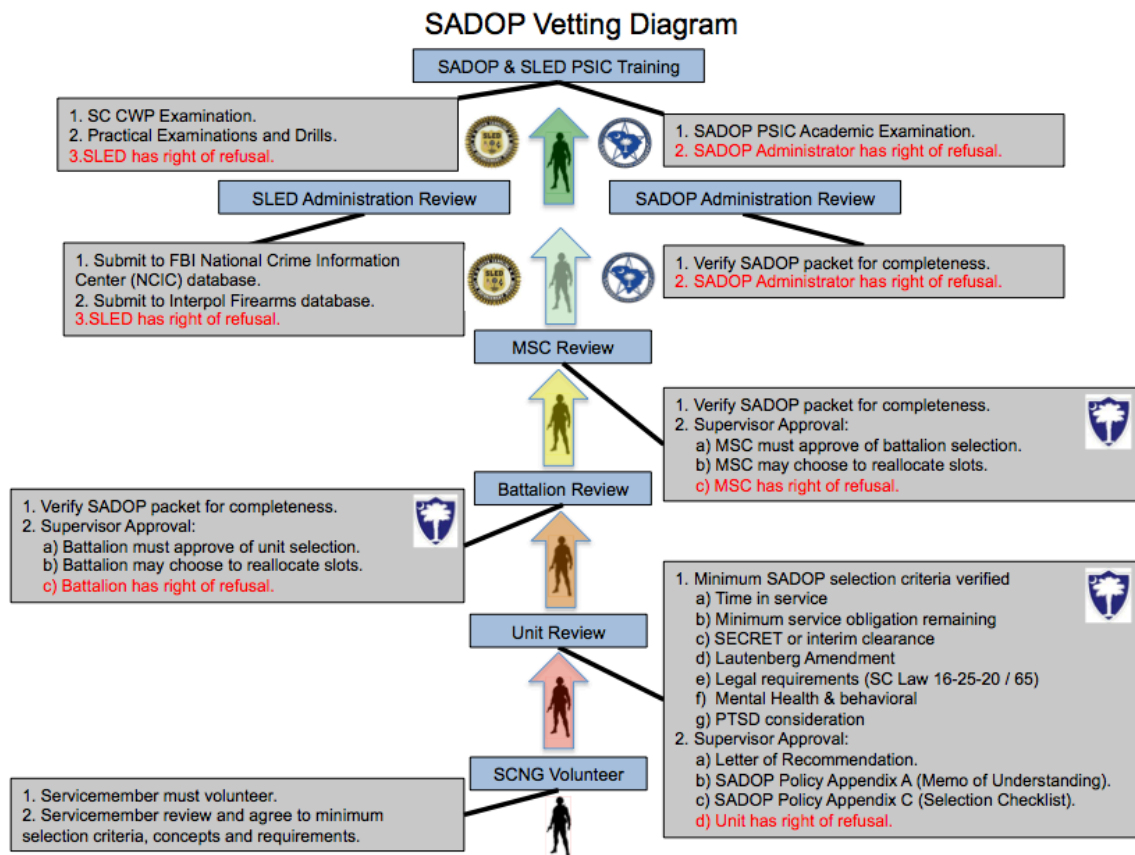 SADOP Vetting Diagram
SADOP & SLED PSIC Training
1. SC CWP Examination.
2. Practical Examinations and Drills.
3.SLED has right of refusal.
1. SADOP PSIC Academic Examination.
2. SADOP Administrator has right of refusal.
SLED Administration Review
SADOP Administration Review
1. Submit to FBI National Crime Information
Center (NCIC) database.
2. Submit to Interpol Firearms database.
3.SLED has right of refusal.
1. Verify SADOP packet for completeness.
2. SADOP Administrator has right of refusal.
MSC Review
1. Verify SADOP packet for completeness.
2. Supervisor Approval:
a) MSC must approve of battalion selection.
b) MSC may choose to reallocate slots.
c) MSC has right of refusal.
Battalion Review
1. Verify SADOP packet for completeness.
2. Supervisor Approval:
a) Battalion must approve of unit selection.
b) Battalion may choose to reallocate slots.
c) Battalion has right of refusal.
Unit Review
1. Minimum SADOP selection criteria verified
a) Time in service
b) Minimum service obligation remaining
c) SECRET or interim clearance
d) Lautenberg Amendment
e) Legal requirements (SC Law 16-25-20 / 65)
f) Mental Health & behavioral
g) PTSD consideration
2. Supervisor Approval:
a) Letter of Recommendation.
b) SADOP Policy Appendix A (Memo of Understanding).
c) SADOP Policy Appendix C (Selection Checklist).
d) Unit has right of refusal.
SCNG Volunteer
1. Servicemember must volunteer.
2. Servicemember review and agree to minimum
selection criteria, concepts and requirements.
SLED
SLED